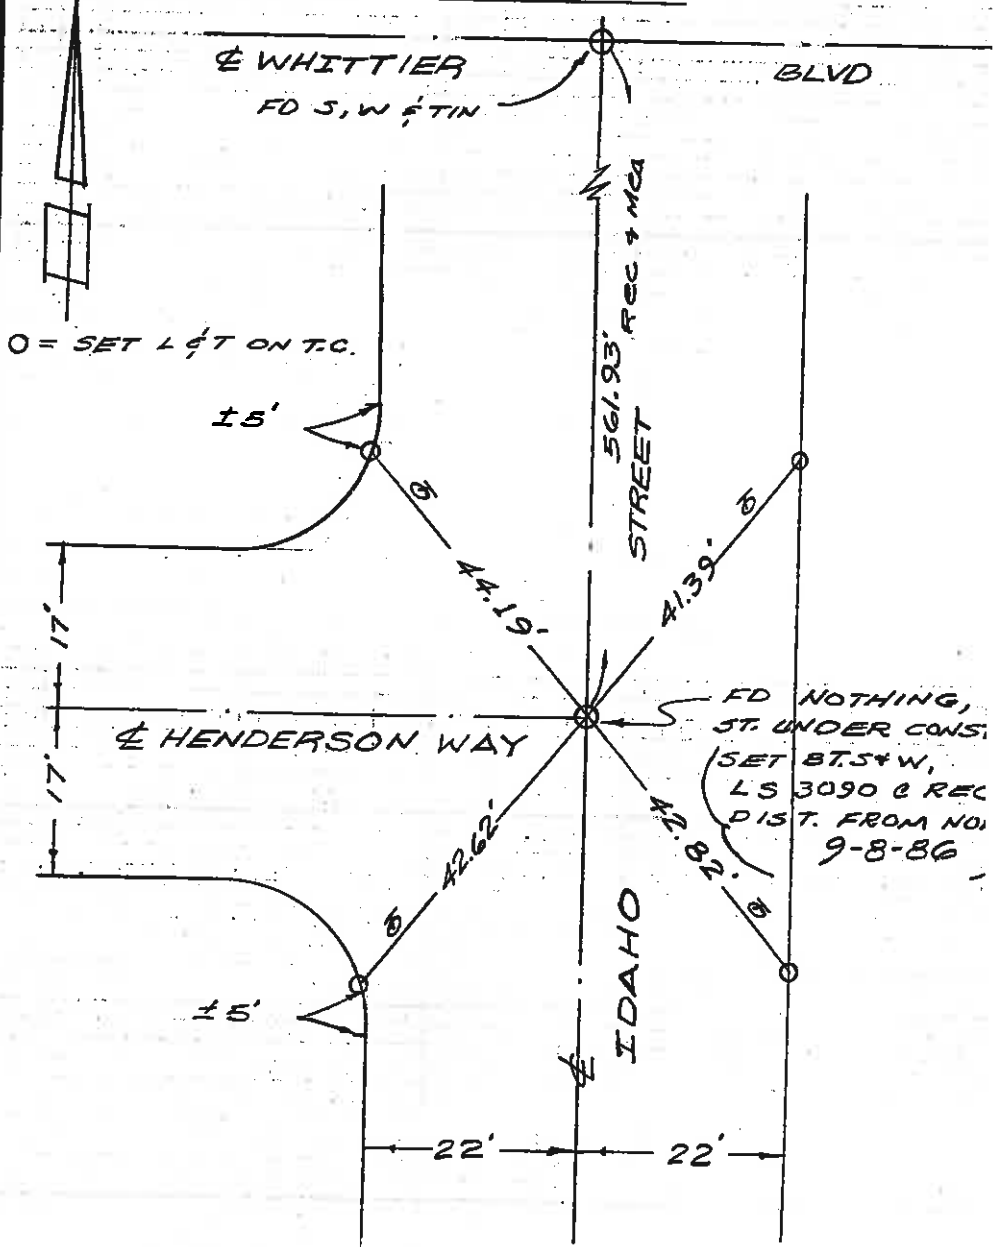 ℄ WHITTIER
BLVD
FD S, W & TIN
561.93' REC & MEA
STREET
O = SET L & T ON T.C.
±5'
44.19'
41.39'
17'
17'
℄ HENDERSON WAY
FD NOTHING,
ST. UNDER CONST
SET 8T.S & W,
LS 3090 @ REC
DIST. FROM NO
9-8-86
42.62'
42.82'
±5'
℄ IDAHO
22'
22'